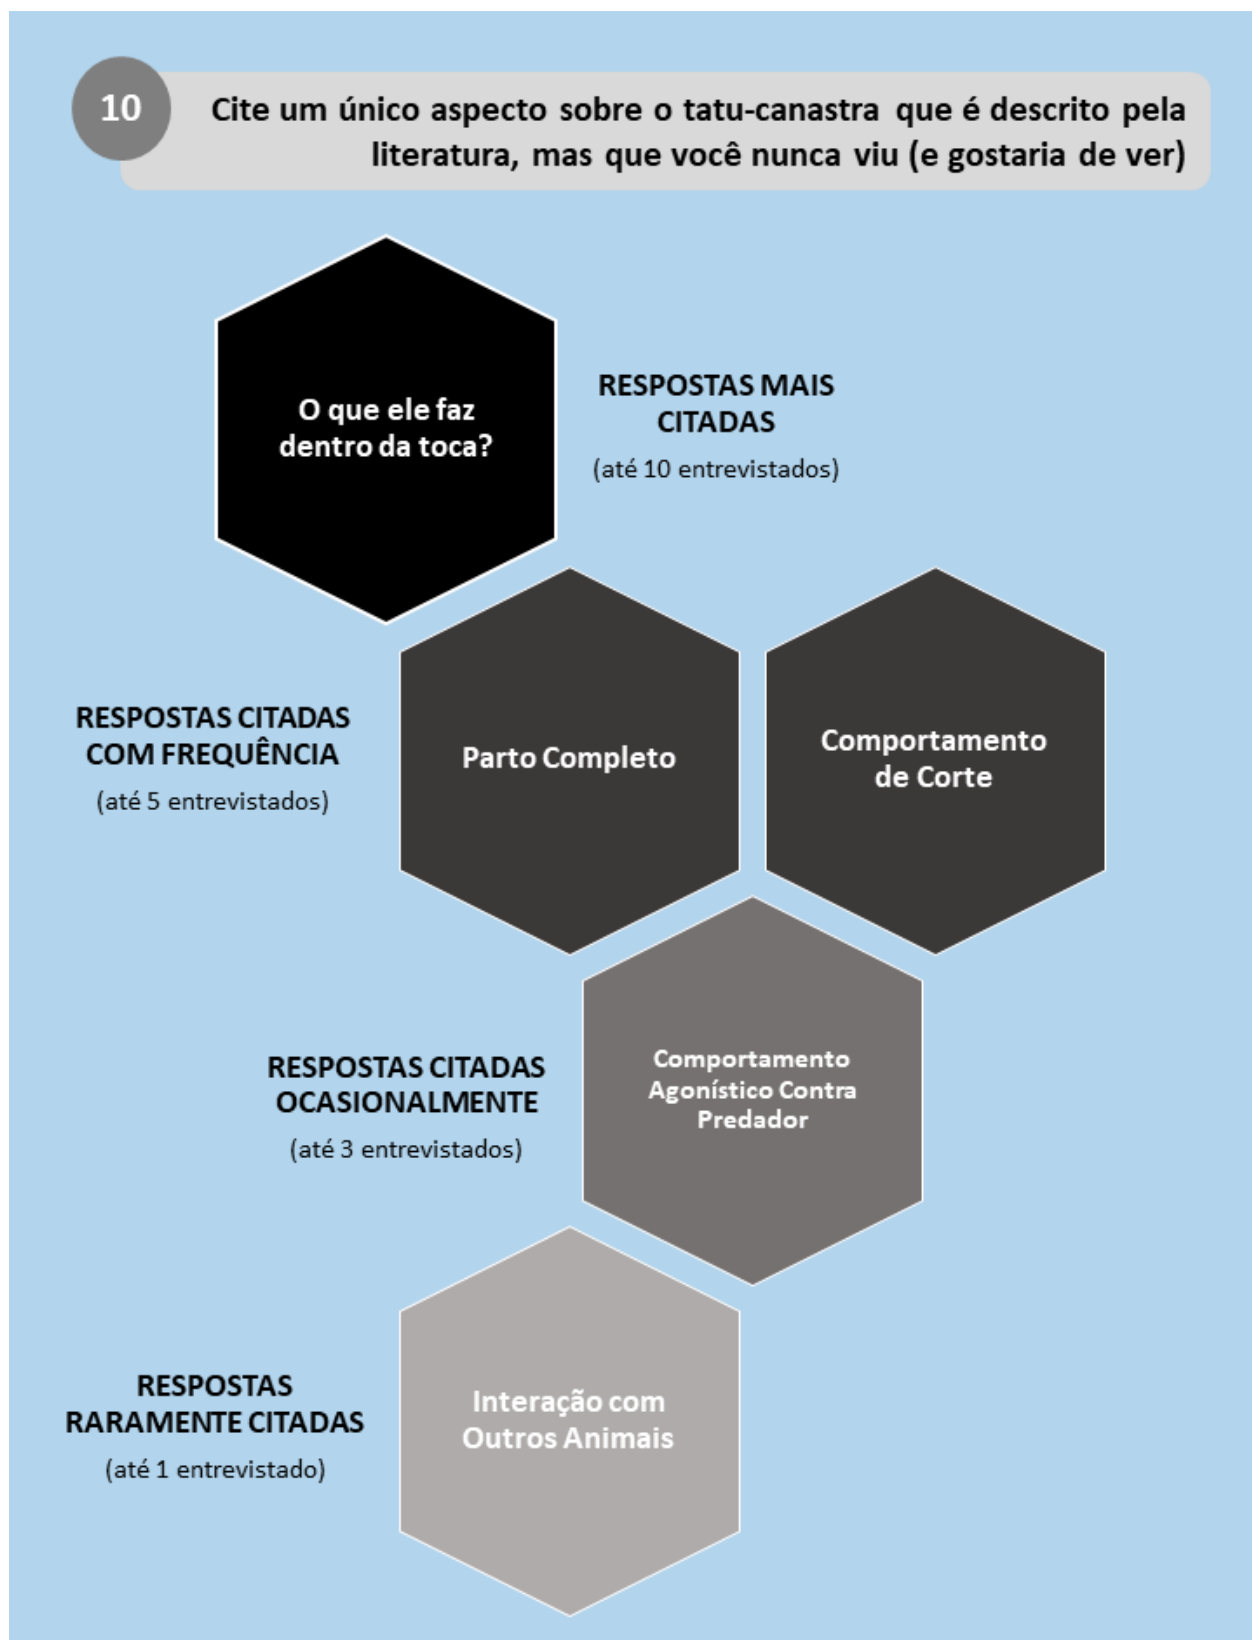 10
Cite um único aspecto sobre o tatu-canastra que é descrito pela
literatura, mas que você nunca viu (e gostaria de ver)
O que ele faz
dentro da toca?
RESPOSTAS MAIS
CITADAS
(até 10 entrevistados)
RESPOSTAS CITADAS
COM FREQUÊNCIA
(até 5 entrevistados)
Parto Completo
Comportamento
de Corte
RESPOSTAS CITADAS
OCASIONALMENTE
(até 3 entrevistados)
Comportamento
Agonístico Contra
Predador
RESPOSTAS
RARAMENTE CITADAS
(até 1 entrevistado)
Interação com
Outros Animais